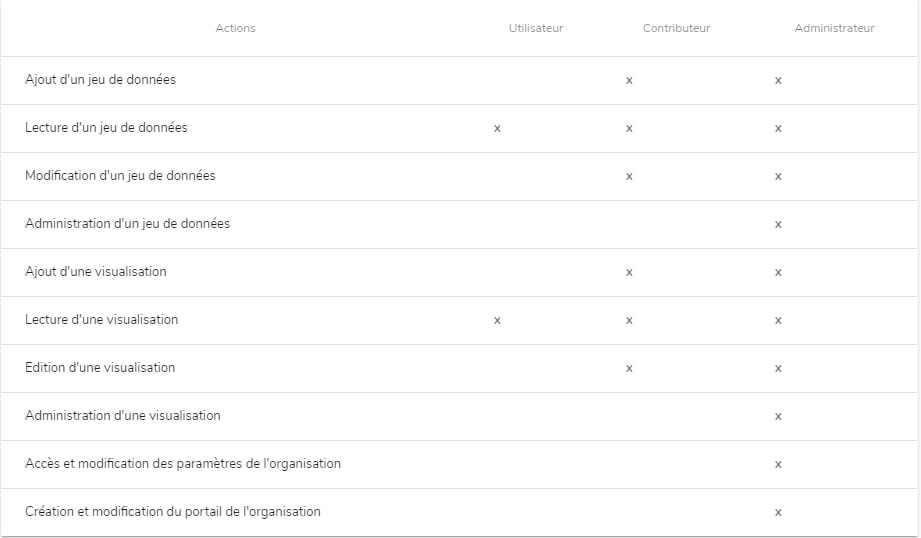 Actions Utilisateur Contributeur Administrateur
Ajout d'un jeu de données x x
Lecture d'un jeu de données x x x
Modification d'un jeu de données x x
Administration d'un jeu de données x
Ajout d'une visualisation x x
Lecture d'une visualisation x x x
Edition d'une visualisation x x
Administration d'une visualisation x
Accès et modification des paramètres de l'organisation x
Création et modification du portail de l'organisation x